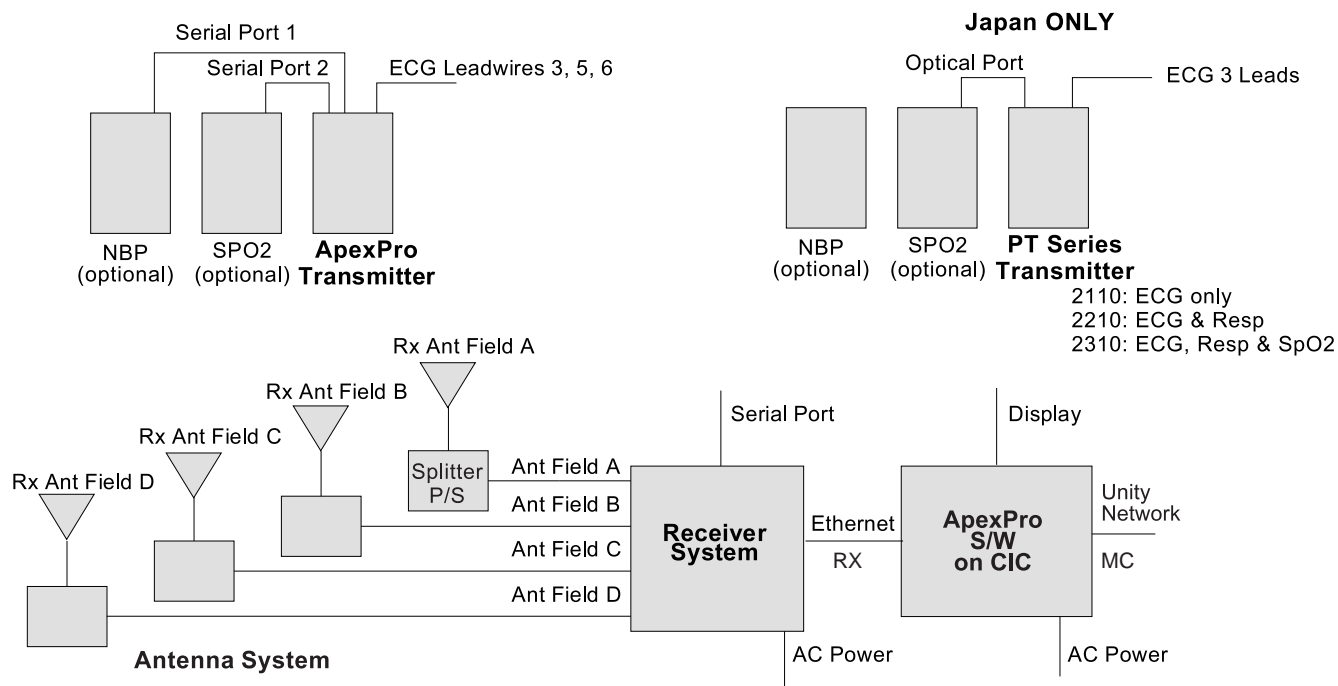 Japan ONLY
Serial Port 1
Serial Port 2
ECG Leadwires 3, 5, 6
Optical Port
ECG 3 Leads
NBP
(optional)
SPO2
(optional)
ApexPro
Transmitter
NBP
(optional)
SPO2
(optional)
PT Series
Transmitter
2110: ECG only
2210: ECG & Resp
2310: ECG, Resp & SpO2
Rx Ant Field A
Rx Ant Field B
Rx Ant Field C
Rx Ant Field D
Splitter
P/S
Ant Field A
Ant Field B
Ant Field C
Ant Field D
Serial Port
Receiver
System
Ethernet
RX
Display
ApexPro
S/W
on CIC
Unity
Network
MC
AC Power
AC Power
Antenna System